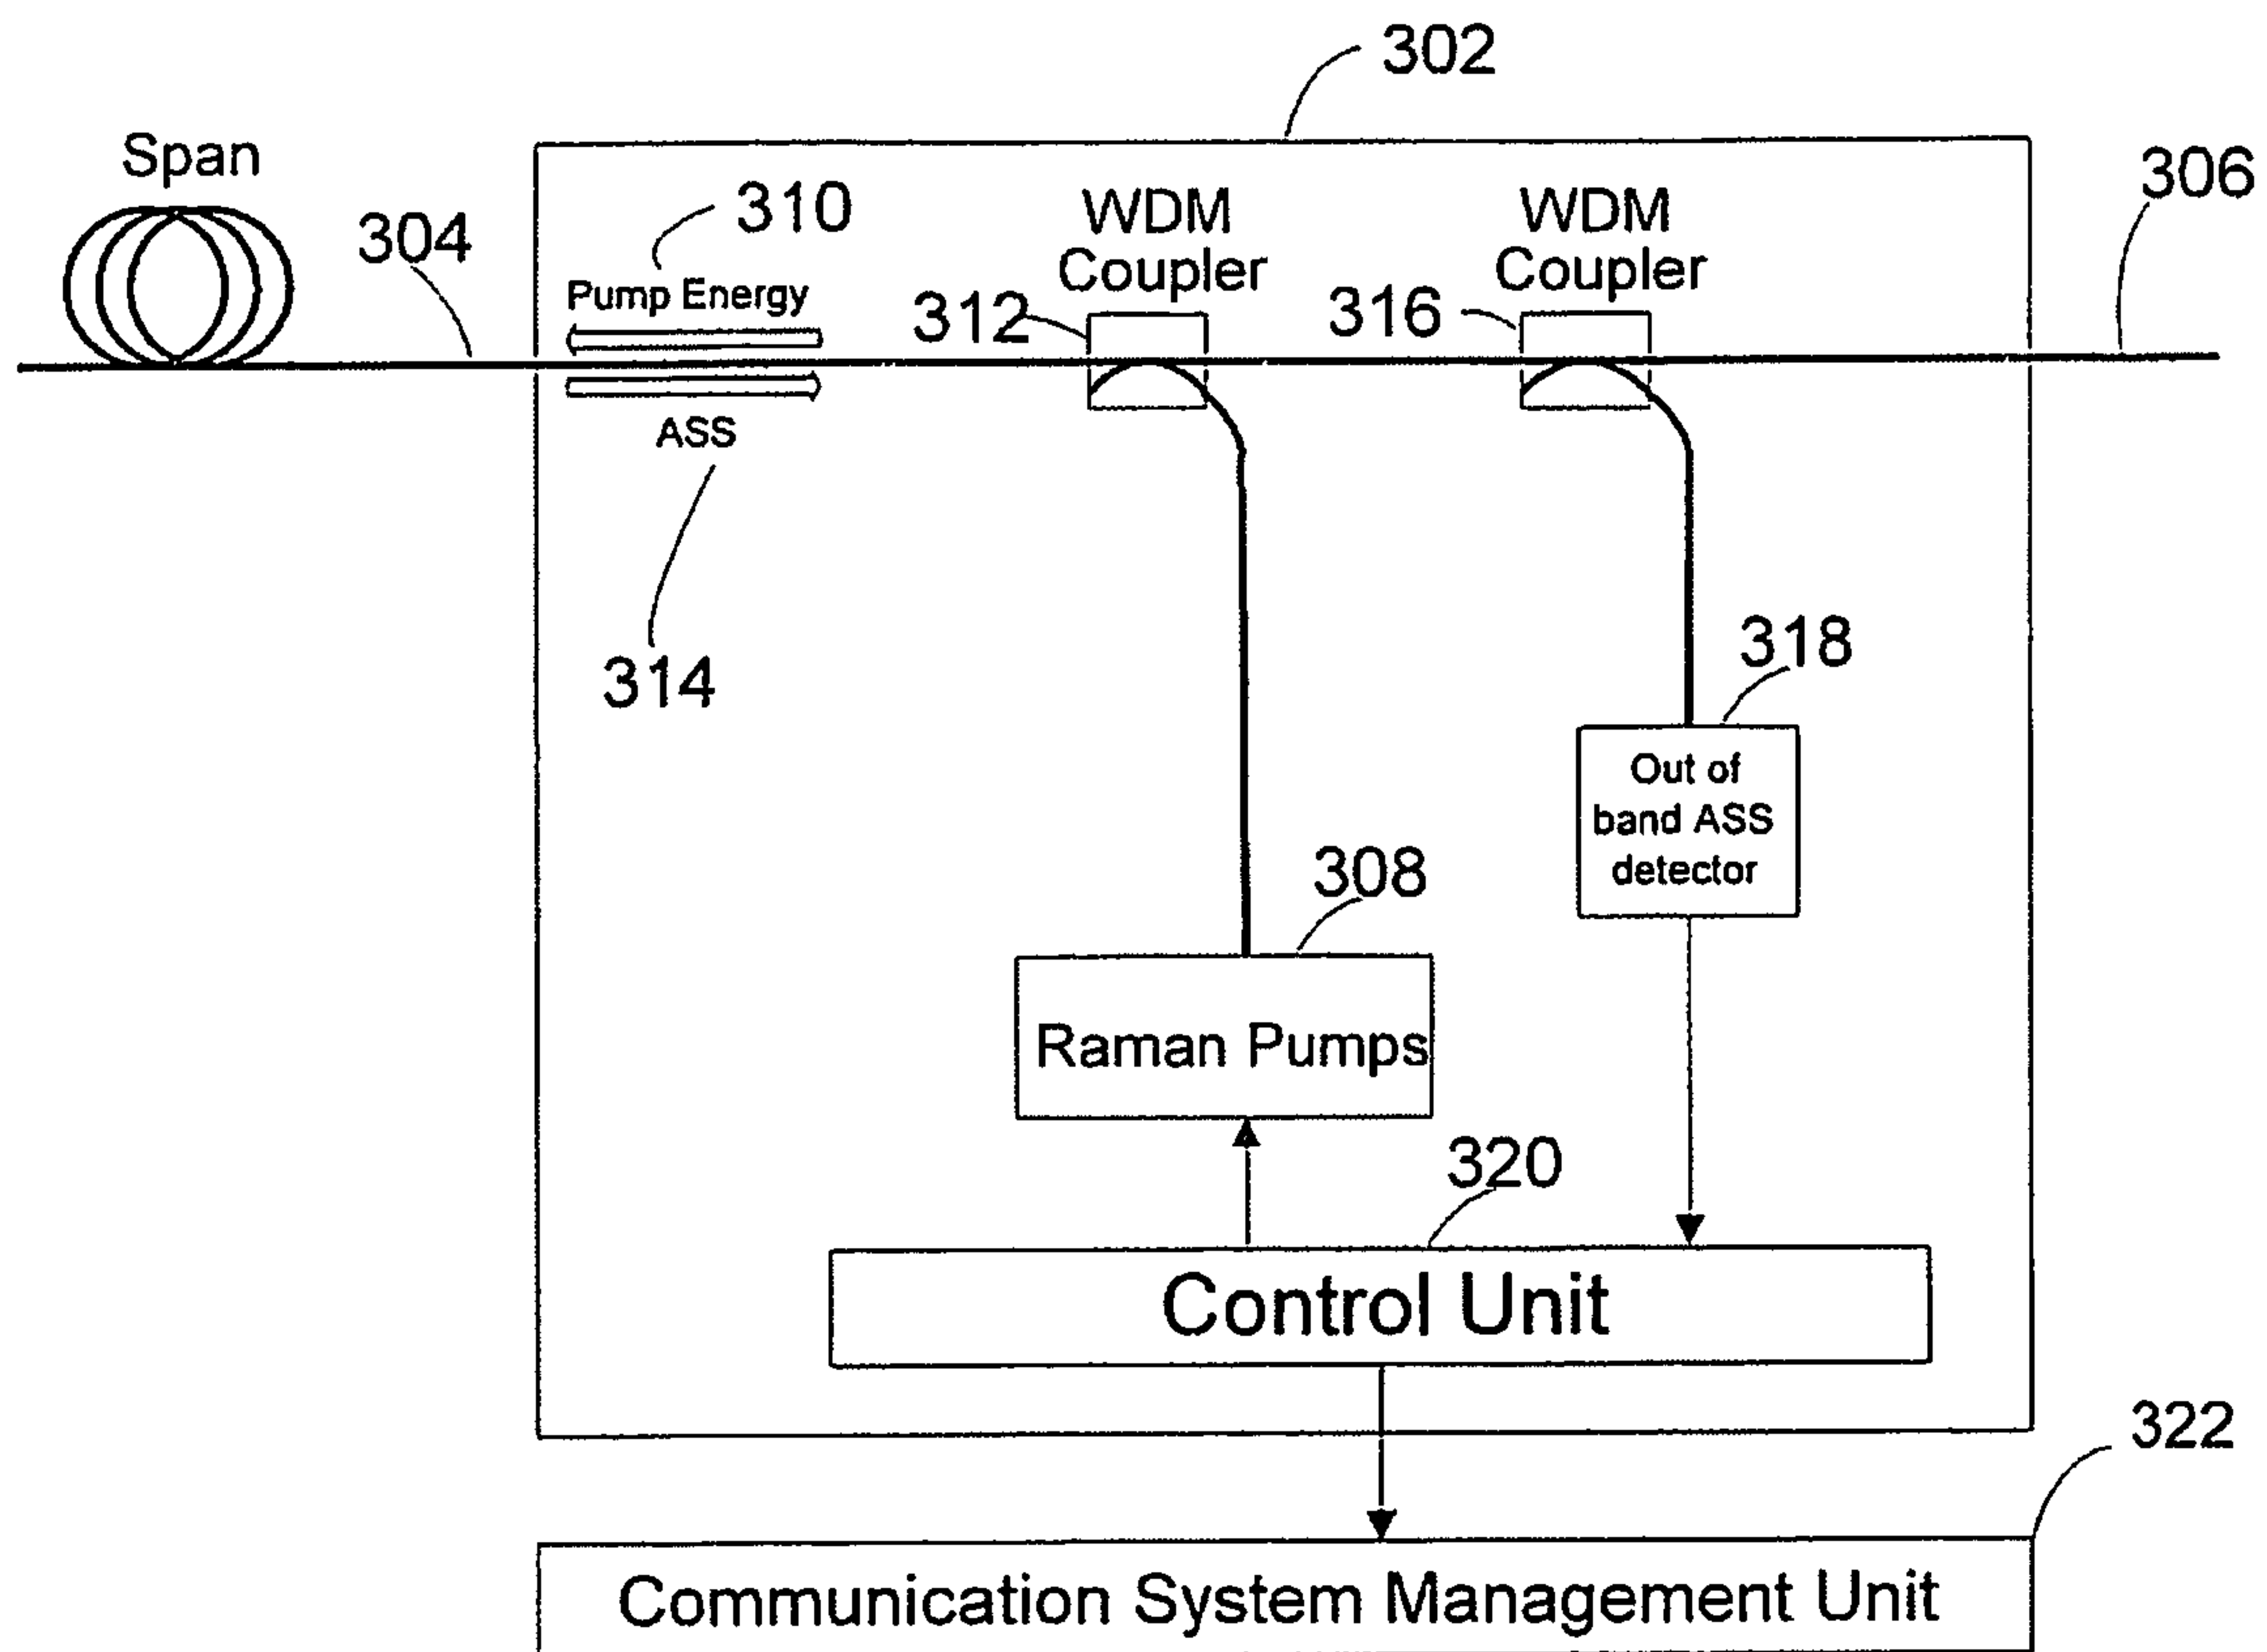 302
Span
306
310
WDM
Coupler
WDM
Coupler
304
Pump Energy
312
316
ASS
314
318
Out of
band ASS
detector
308
Raman Pumps
320
Control Unit
322
Communication System Management Unit